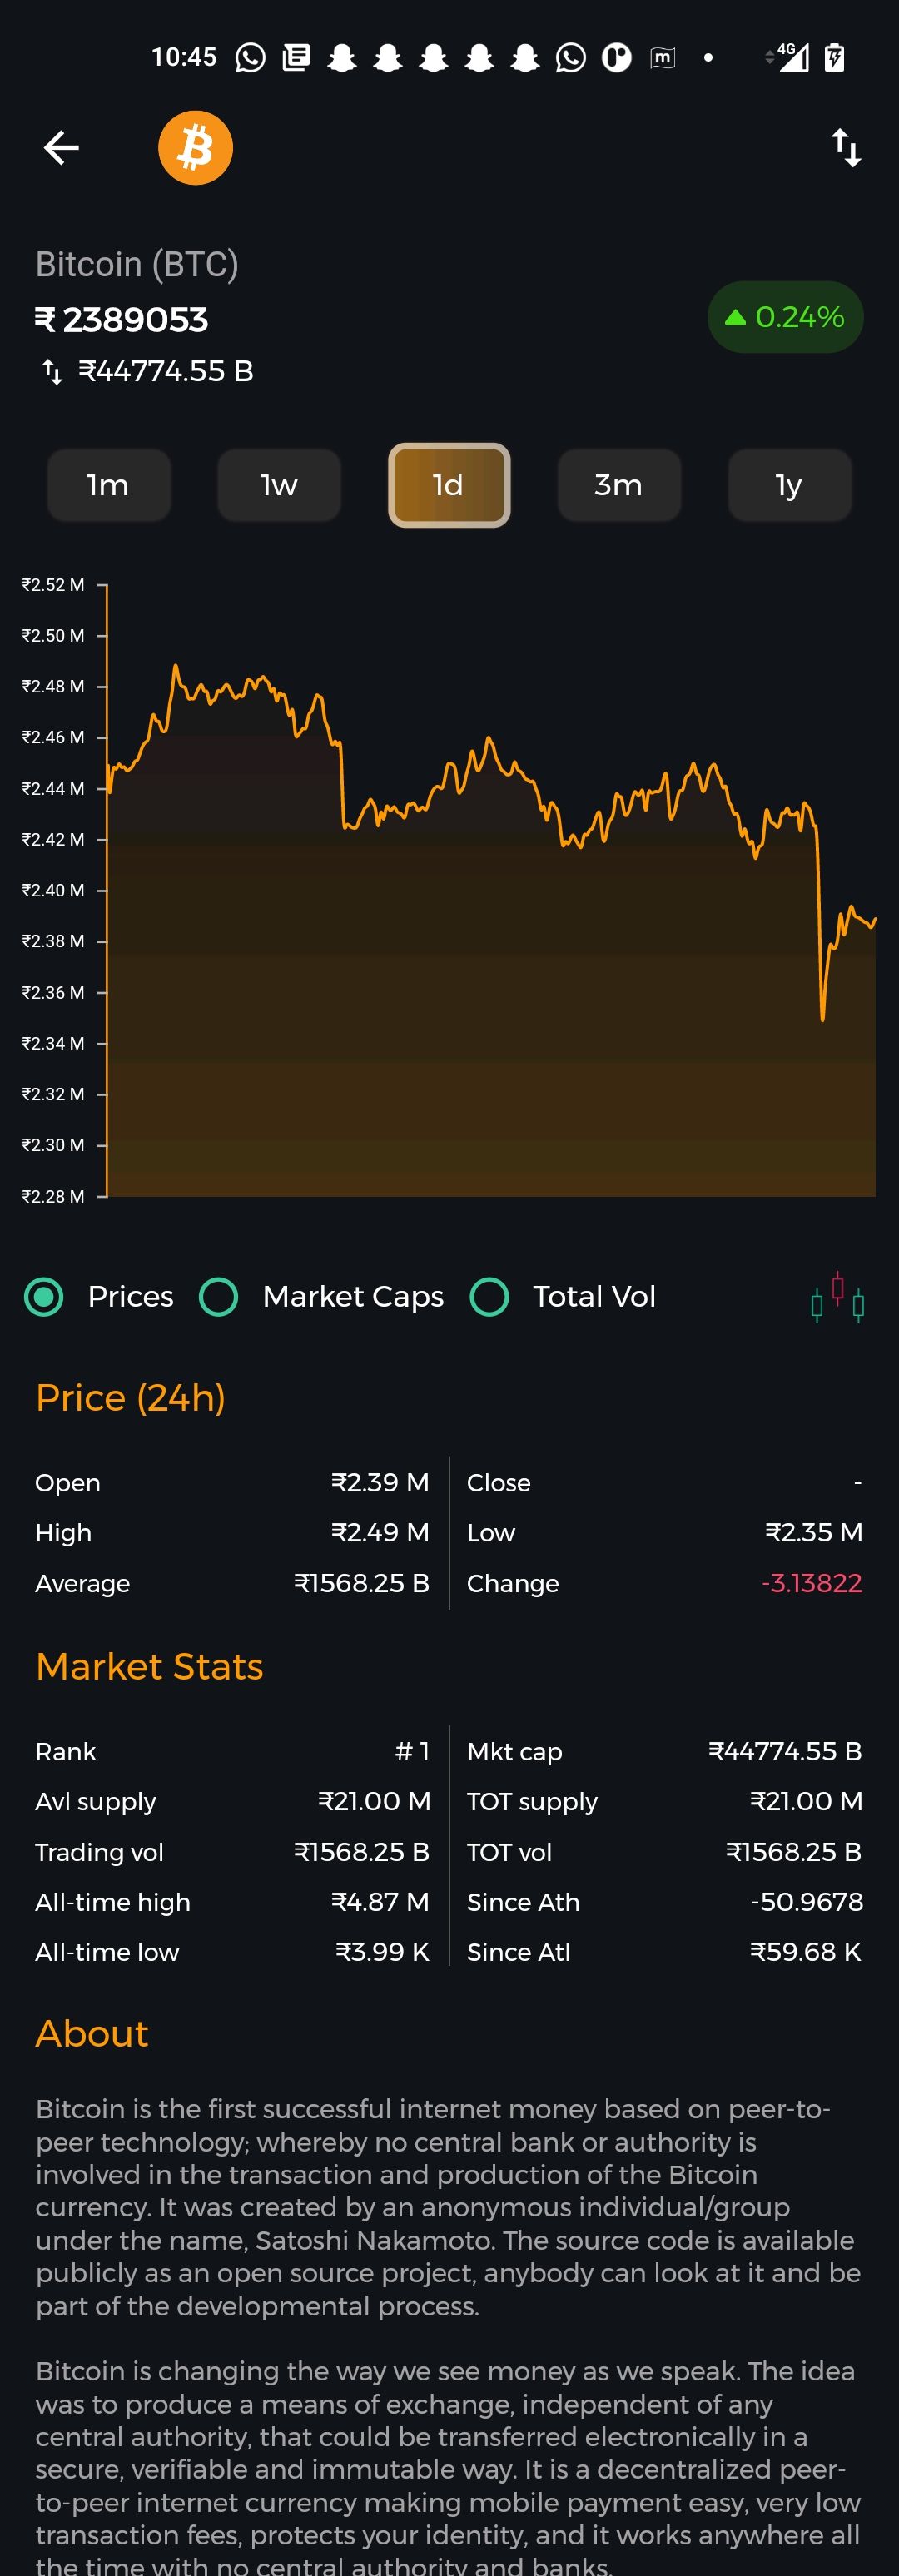 10:45
m
4G
Bitcoin (BTC)
₹ 2389053
0.24%
₹44774.55 B
1m 1w 1d 3m 1y
₹2.52 M
₹2.50 M
₹2.48 M
₹2.46 M
₹2.44 M
₹2.42 M
₹2.40 M
₹2.38 M
₹2.36 M
₹2.34 M
₹2.32 M
₹2.30 M
₹2.28 M
Prices Market Caps Total Vol
Price (24h)
Open ₹2.39 M Close -
High ₹2.49 M Low ₹2.35 M
Average ₹1568.25 B Change -3.13822
Market Stats
Rank # 1 Mkt cap ₹44774.55 B
Avl supply ₹21.00 M TOT supply ₹21.00 M
Trading vol ₹1568.25 B TOT vol ₹1568.25 B
All-time high ₹4.87 M Since Ath -50.9678
All-time low ₹3.99 K Since Atl ₹59.68 K
About
Bitcoin is the first successful internet money based on peer-to-
peer technology; whereby no central bank or authority is
involved in the transaction and production of the Bitcoin
currency. It was created by an anonymous individual/group
under the name, Satoshi Nakamoto. The source code is available
publicly as an open source project, anybody can look at it and be
part of the developmental process.
Bitcoin is changing the way we see money as we speak. The idea
was to produce a means of exchange, independent of any
central authority, that could be transferred electronically in a
secure, verifiable and immutable way. It is a decentralized peer-
to-peer internet currency making mobile payment easy, very low
transaction fees, protects your identity, and it works anywhere all
the time with no central authority and banks.